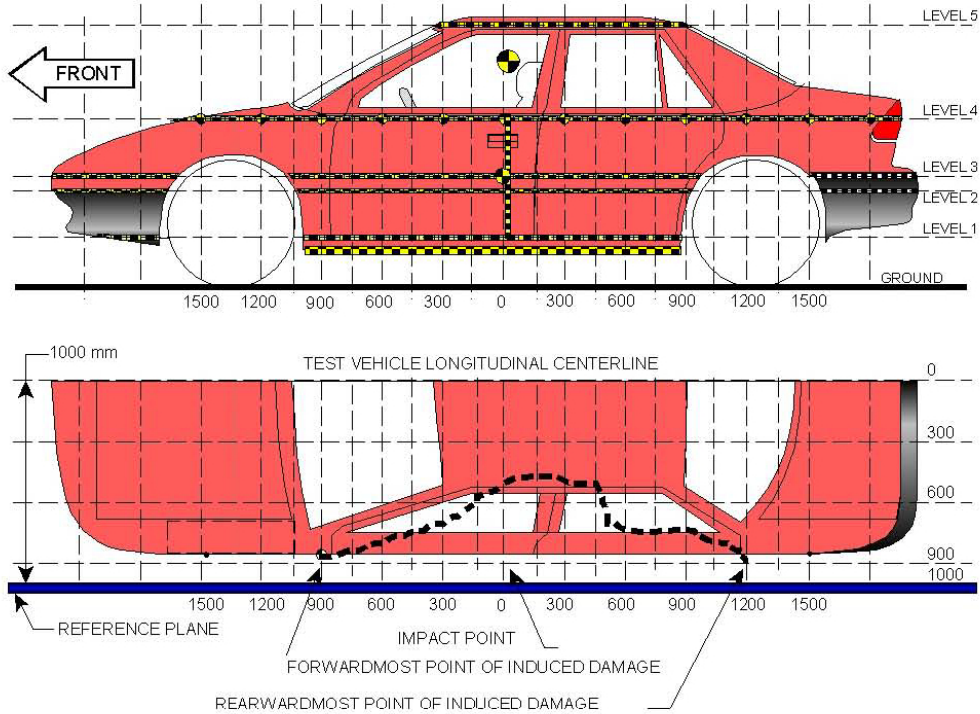 LEVEL 5
FRONT
LEVEL 4
LEVEL 3
LEVEL 2
LEVEL 1
GROUND
1500 1200 900 600 300 0 300 600 900 1200 1500
1000 mm
TEST VEHICLE LONGITUDINAL CENTERLINE
0
300
600
900
1000
1500 1200 900 600 300 0 300 600 900 1200 1500
REFERENCE PLANE
IMPACT POINT
FORWARDMOST POINT OF INDUCED DAMAGE
REARWARDMOST POINT OF INDUCED DAMAGE